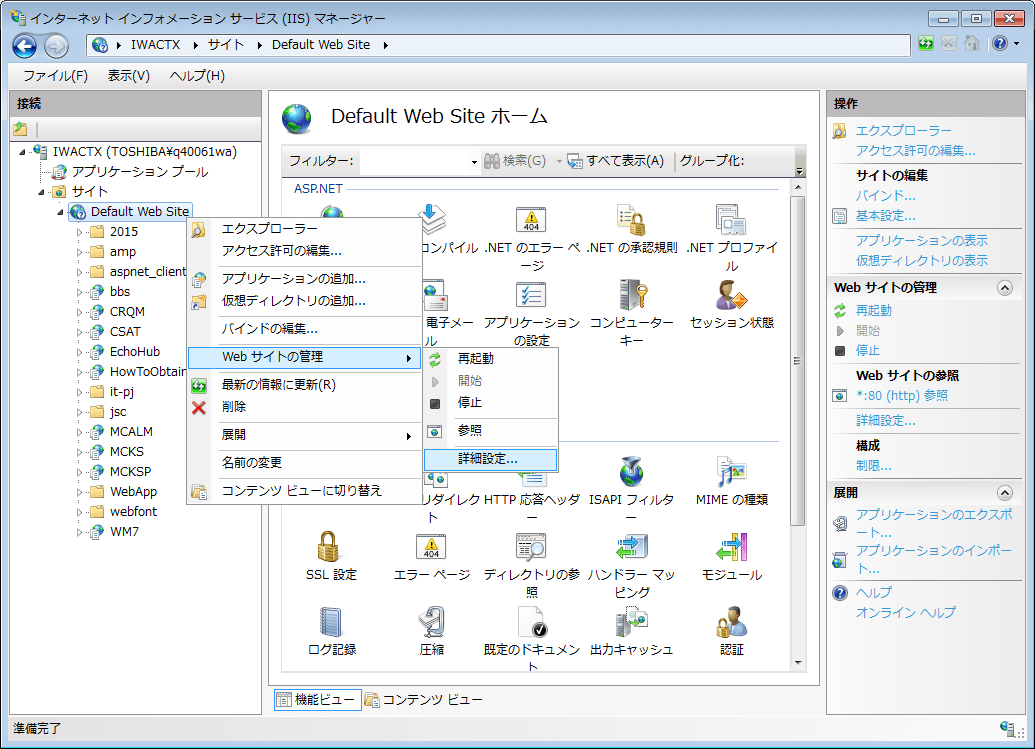 インターネット インフォメーション サービス (IIS) マネージャー
IWACTX
サイト
Default Web Site
ファイル(F)
表示(V)
ヘルプ(H)
接続
IWACTX (TOSHIBA¥q40061wa)
アプリケーション プール
サイト
Default Web Site
2015
amp
aspnet_client
bbs
CRQM
CSAT
EchoHub
HowToObtain
it-pj
jsc
MCALM
MCKS
MCKSP
WebApp
webfont
WM7
エクスプローラー
アクセス許可の編集...
アプリケーションの追加...
仮想ディレクトリの追加...
バインドの編集...
Web サイトの管理
最新の情報に更新(R)
削除
展開
名前の変更
コンテンツ ビューに切り替え
再起動
開始
停止
参照
詳細設定...
Default Web Site ホーム
フィルター:
検索(G)
すべて表示(A)
グループ化:
ASP.NET
コンパイル
.NET のエラー ペ
ージ
.NET の承認規則
.NET プロファイ
ル
電子メー
ル
アプリケーション
の設定
コンピューター
キー
セッション状態
リダイレク
ト
HTTP 応答ヘッダ
ー
ISAPI フィルタ
ー
MIME の種類
SSL 設定
404
エラー ページ
ディレクトリの参
照
ハンドラー マッ
ピング
モジュール
ログ記録
圧縮
既定のドキュメン
ト
出力キャッシュ
認証
機能ビュー
コンテンツ ビュー
操作
エクスプローラー
アクセス許可の編集...
サイトの編集
バインド...
基本設定...
アプリケーションの表示
仮想ディレクトリの表示
Web サイトの管理
再起動
開始
停止
Web サイトの参照
*:80 (http) 参照
詳細設定...
構成
制限...
展開
アプリケーションのエクスポ
ート...
アプリケーションのインポー
ト...
ヘルプ
オンライン ヘルプ
準備完了